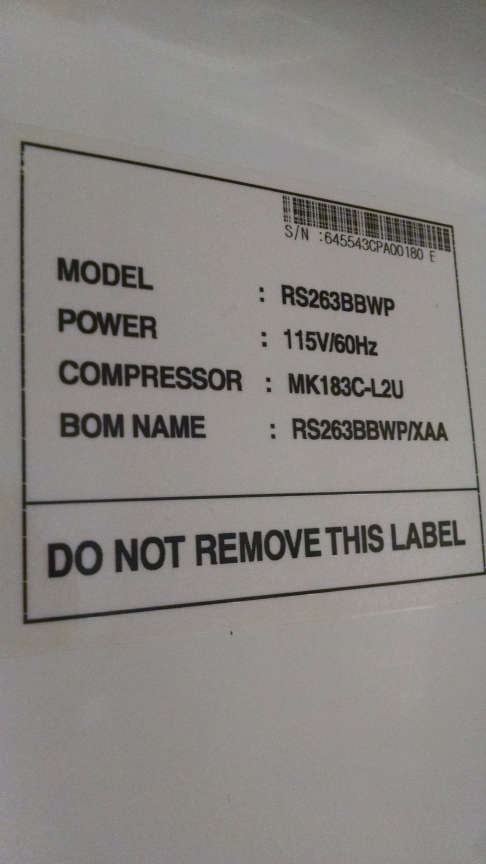 S/N :645543CPA00180 E
MODEL : RS263BBWP
POWER : 115V/60Hz
COMPRESSOR : MK183C-L2U
BOM NAME : RS263BBWP/XAA
DO NOT REMOVE THIS LABEL